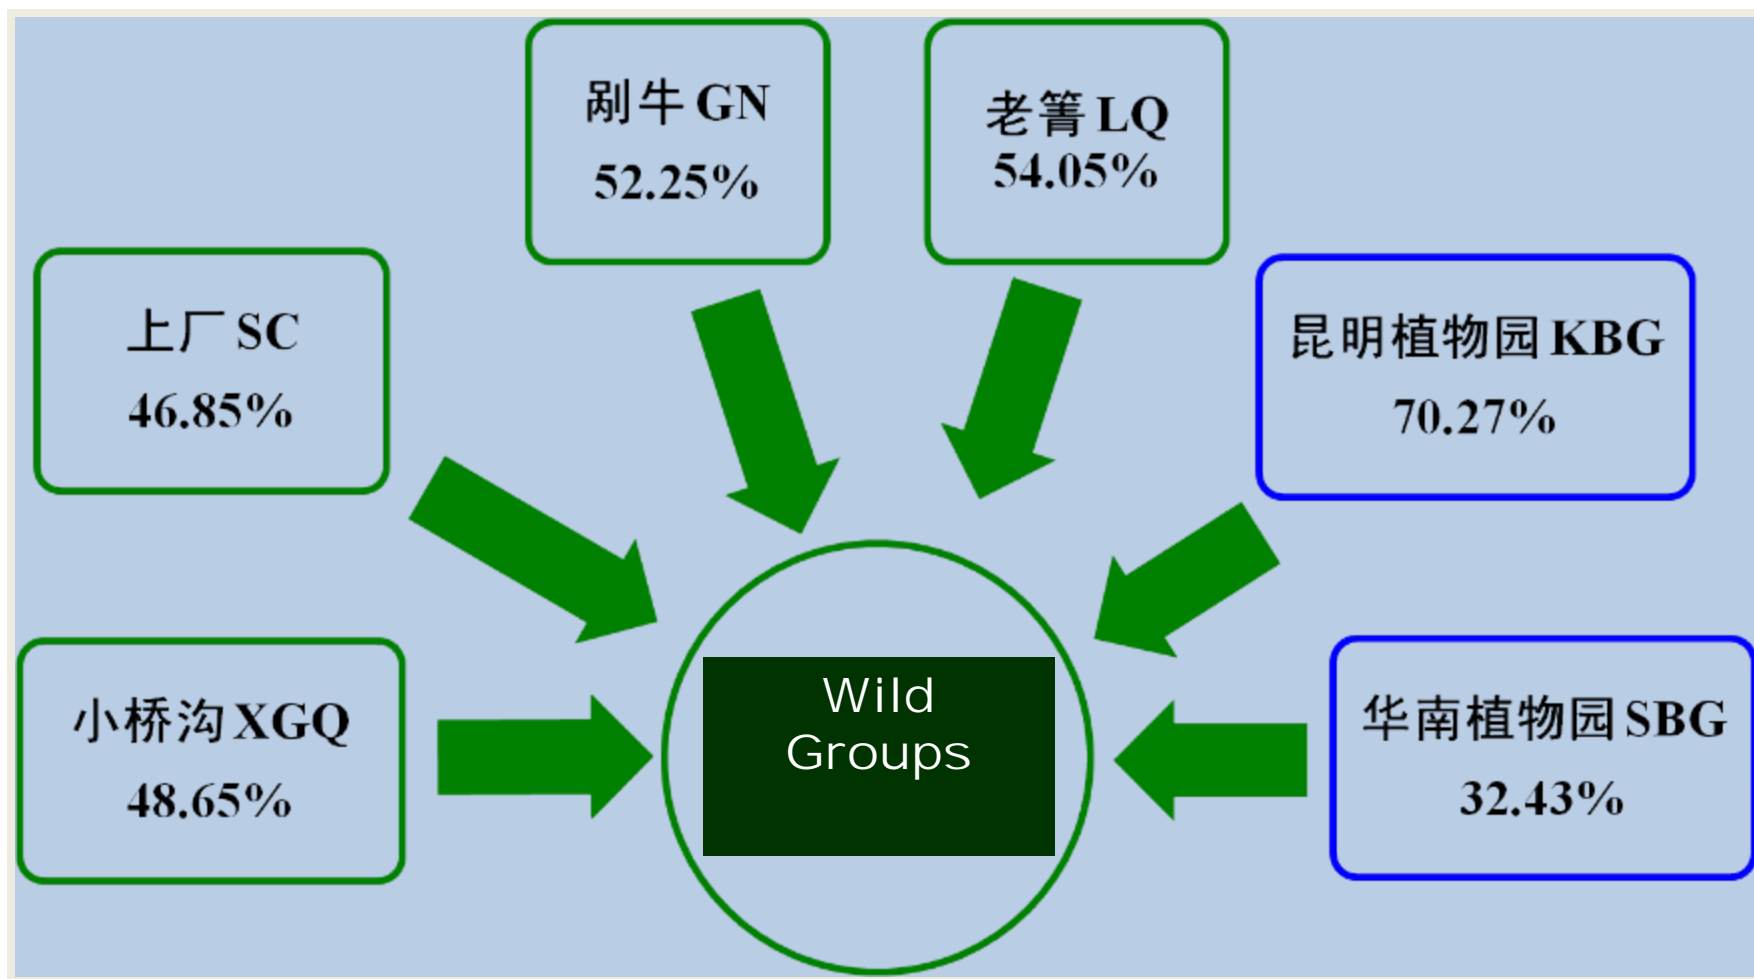 剐牛 GN
52.25%
老箐 LQ
54.05%
上厂 SC
46.85%
昆明植物园 KBG
70.27%
小桥沟 XGQ
48.65%
Wild
Groups
华南植物园 SBG
32.43%